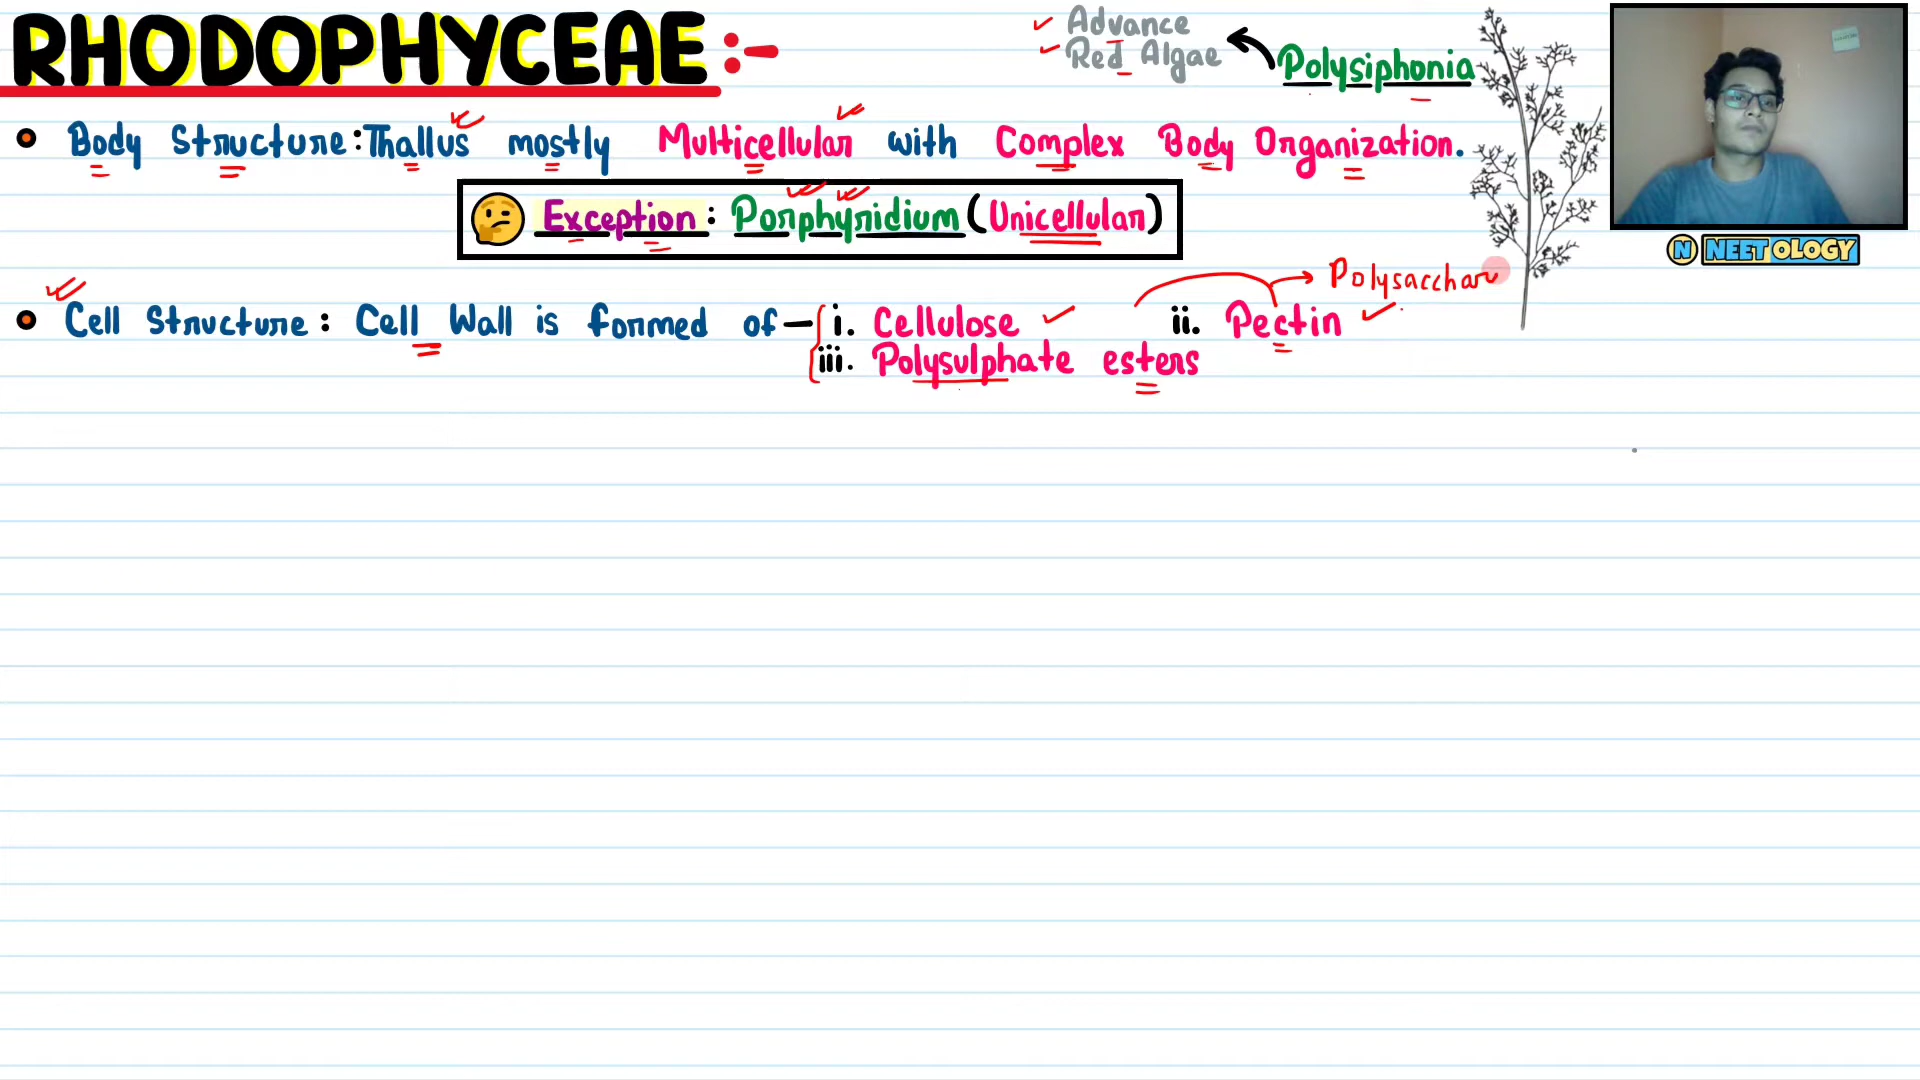 RHODOPHYCEAE :-
Advance
Red Algae
Polysiphonia
• Body Structure: Thallus mostly Multicellular with Complex Body Organization.
Exception: Porphyridium (Unicellular)
N NEETOLOGY
Polysacchar
• Cell Structure: Cell Wall is formed of — i. Cellulose ii. Pectin
iii. Polysulphate esters